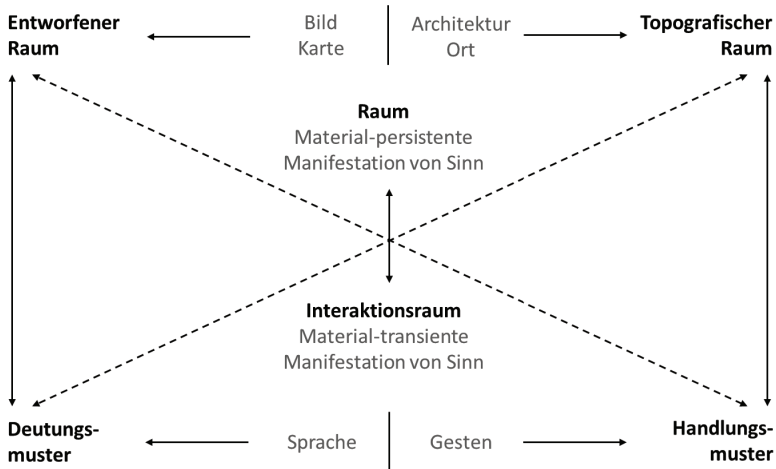 Entworfener
Raum
Bild
Karte
Architektur
Ort
Topografischer
Raum
Raum
Material-persistente
Manifestation von Sinn
Interaktionsraum
Material-transiente
Manifestation von Sinn
Deutungs-
muster
Sprache
Gesten
Handlungs-
muster